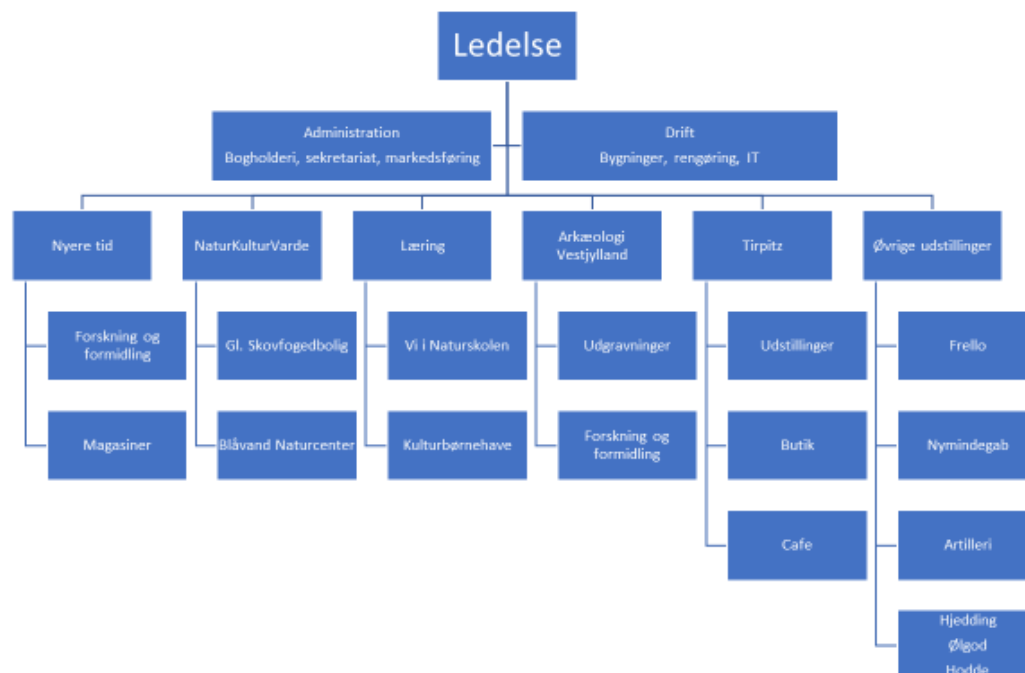 Ledelse
Administration
Bogholderi, sekretariat, markedsføring
Drift
Bygninger, rengøring, IT
Nyere tid
NaturKulturVarde
Læring
Arkæologi
Vestjylland
Tirpitz
Øvrige udstillinger
Forskning og
formidling
Gl. Skovfogedbolig
Vi i Naturskolen
Udgravninger
Udstillinger
Frello
Magasiner
Blåvand Naturcenter
Kulturbørnehave
Forskning og
formidling
Butik
Nymindegab
Cafe
Artilleri
Hjedding
Ølgod
Hodde